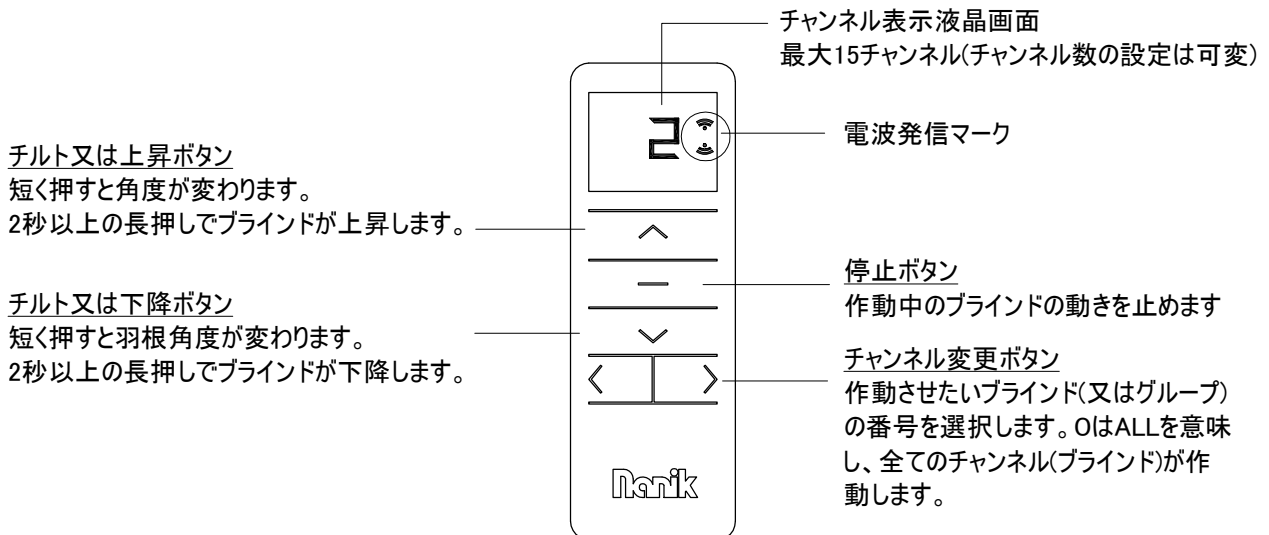 チャンネル表示液晶画面
最大15チャンネル(チャンネル数の設定は可変)
2
電波発信マーク
チルト又は上昇ボタン
短く押すと角度が変わります。
2秒以上の長押しでブラインドが上昇します。
停止ボタン
作動中のブラインドの動きを止めます
チルト又は下降ボタン
短く押すと羽根角度が変わります。
2秒以上の長押しでブラインドが下降します。
チャンネル変更ボタン
作動させたいブラインド(又はグループ)
の番号を選択します。OはALLを意味
し、全てのチャンネル(ブラインド)が作
動します。
Nanik